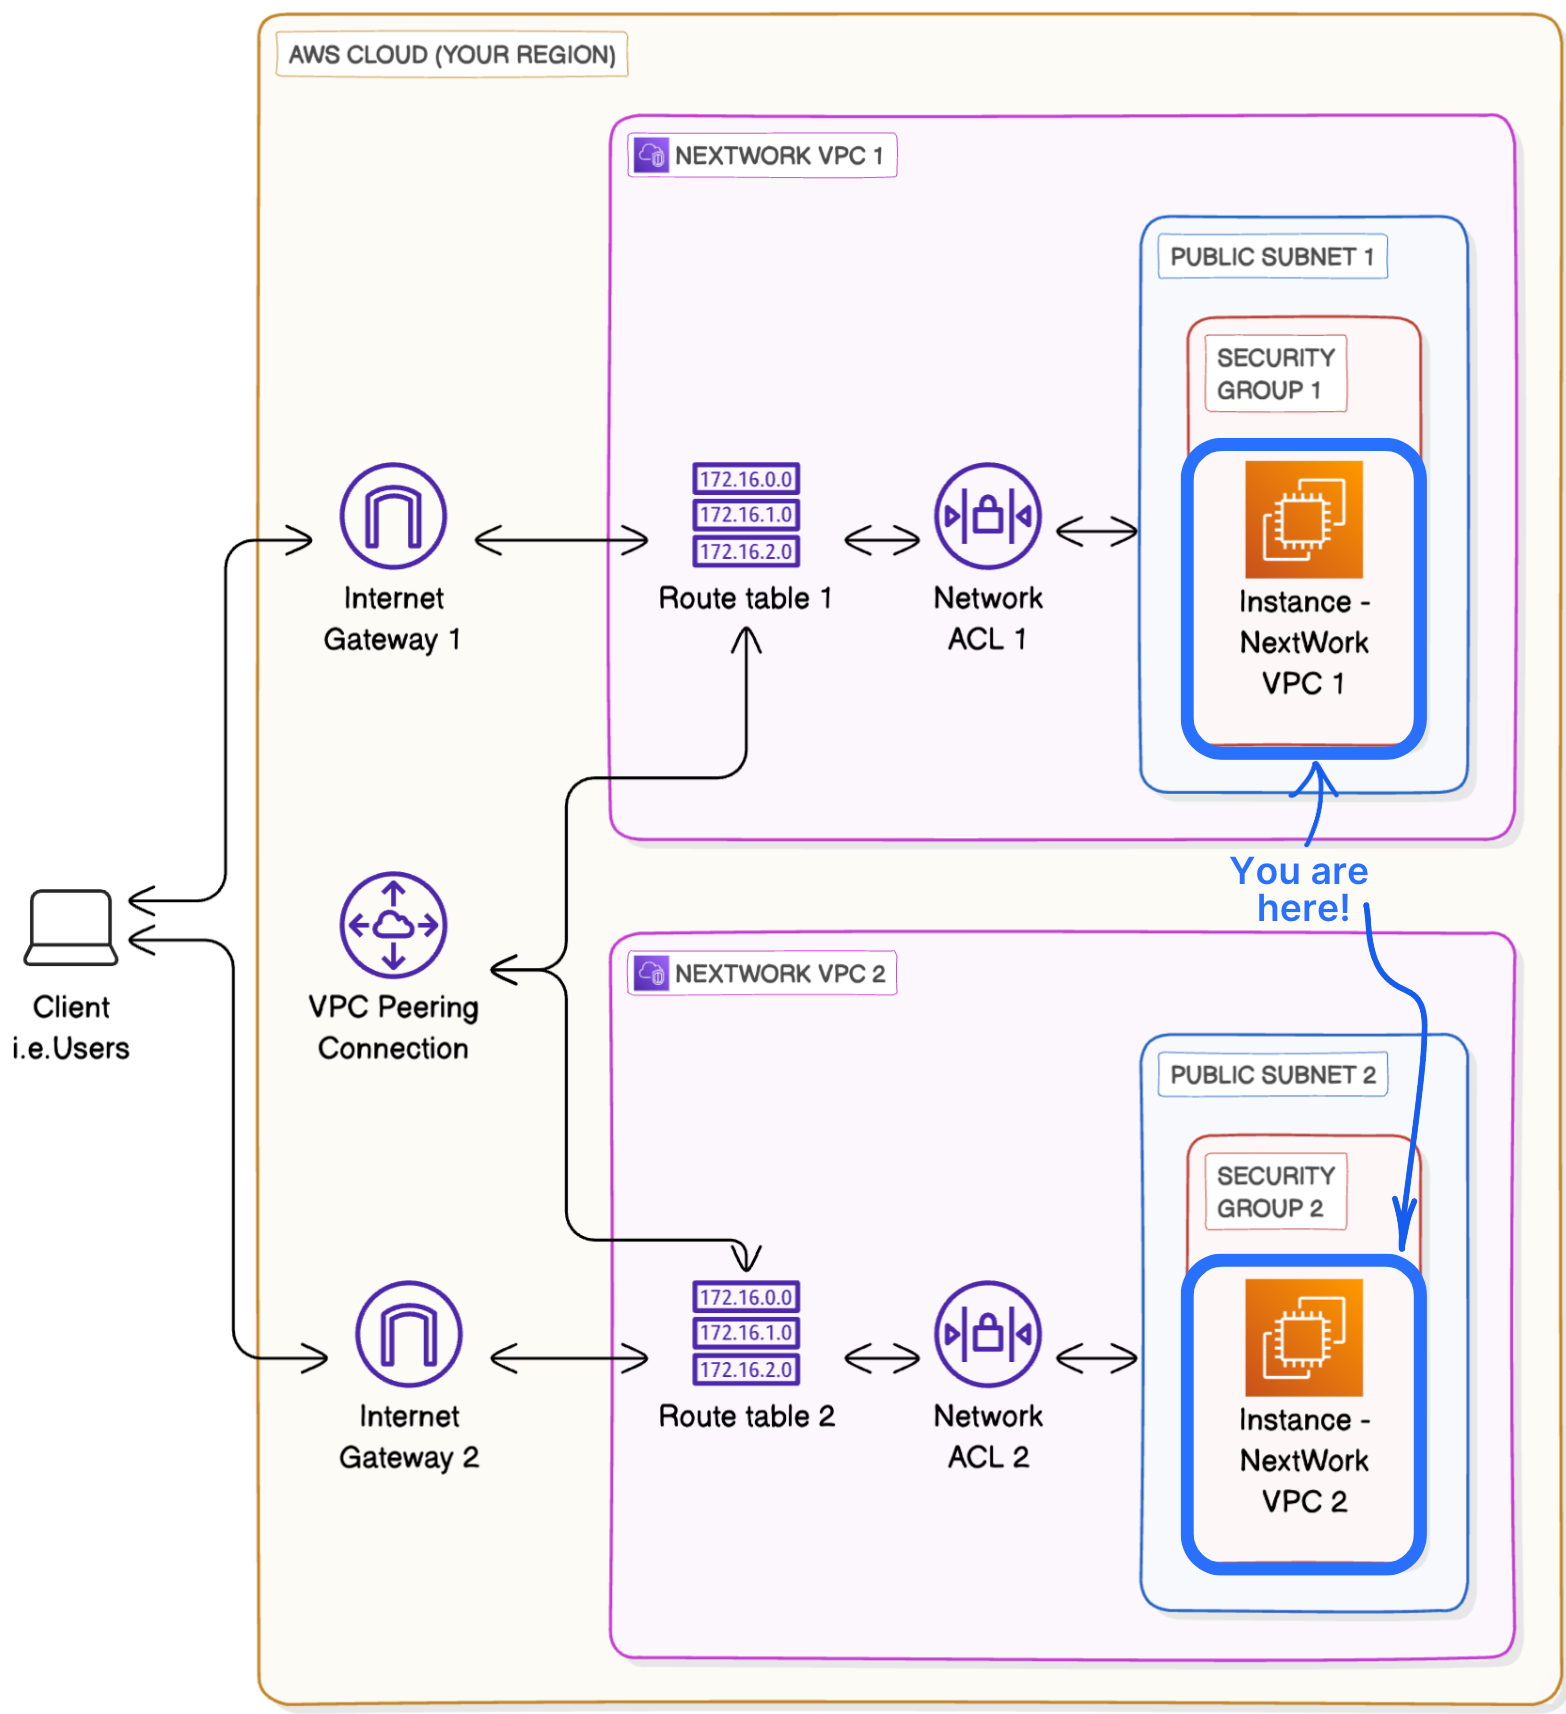 AWS CLOUD (YOUR REGION)
NEXTWORK VPC 1
PUBLIC SUBNET 1
SECURITY
GROUP 1
172.16.0.0
172.16.1.0
172.16.2.0
Internet
Gateway 1
Route table 1
Network
ACL 1
Instance -
NextWork
VPC 1
You are
here!
Client
i.e.Users
VPC Peering
Connection
NEXTWORK VPC 2
PUBLIC SUBNET 2
SECURITY
GROUP 2
172.16.0.0
172.16.1.0
172.16.2.0
Internet
Gateway 2
Route table 2
Network
ACL 2
Instance -
NextWork
VPC 2